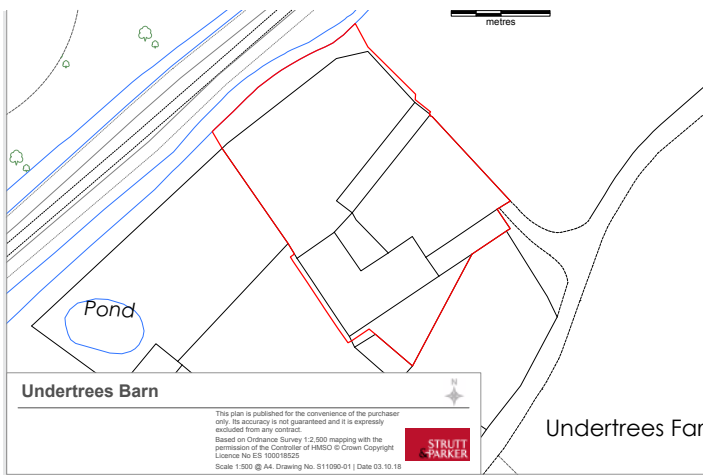 metres
Pond
Undertrees Barn
N
This plan is published for the convenience of the purchaser
only. Its accuracy is not guaranteed and it is expressly
excluded from any contract.
Based on Ordnance Survey 1:2,500 mapping with the
permission of the Controller of HMSO © Crown Copyright
Licence No ES 100018525
Scale 1:500 @ A4. Drawing No. S11090-01 | Date 03.10.18
STRUTT
&PARKER
Undertrees Far